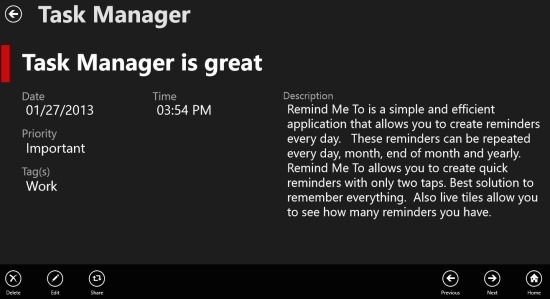 Task Manager
Task Manager is great
Date
01/27/2013
Time
03:54 PM
Priority
Important
Tag(s)
Work
Description
Remind Me To is a simple and efficient
application that allows you to create reminders
every day.   These reminders can be repeated
every day, month, end of month and yearly.
Remind Me To allows you to create quick
reminders with only two taps. Best solution to
remember everything.  Also live tiles allow you
to see how many reminders you have.
Delete
Edit
Share
Previous
Next
Home